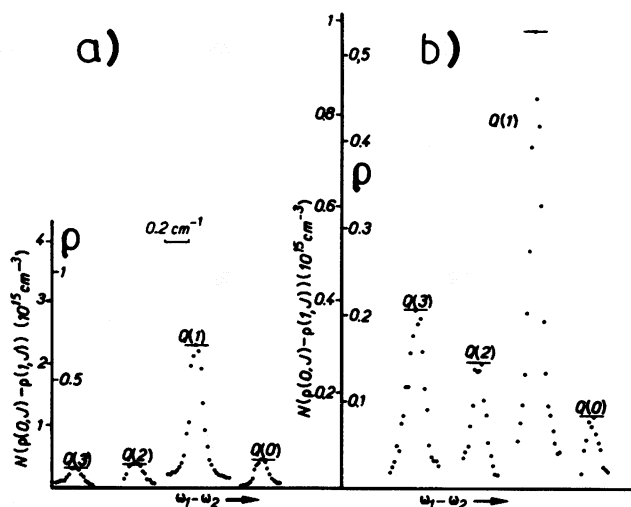 a)
ρ
0.2 cm⁻¹
N(ρ(0,J)-ρ(1,J)) (10¹⁵cm⁻³)
4
3
2
1
1
0.5
Q(3)
Q(2)
Q(1)
Q(0)
ω₁-ω₂
b)
ρ
N(ρ(0,J)-ρ(1,J)) (10¹⁵cm⁻³)
1
0,8
0,6
0,4
0,2
0,5
0,4
0,3
0,2
0,1
Q(3)
Q(2)
Q(1)
Q(0)
ω₁-ω₂